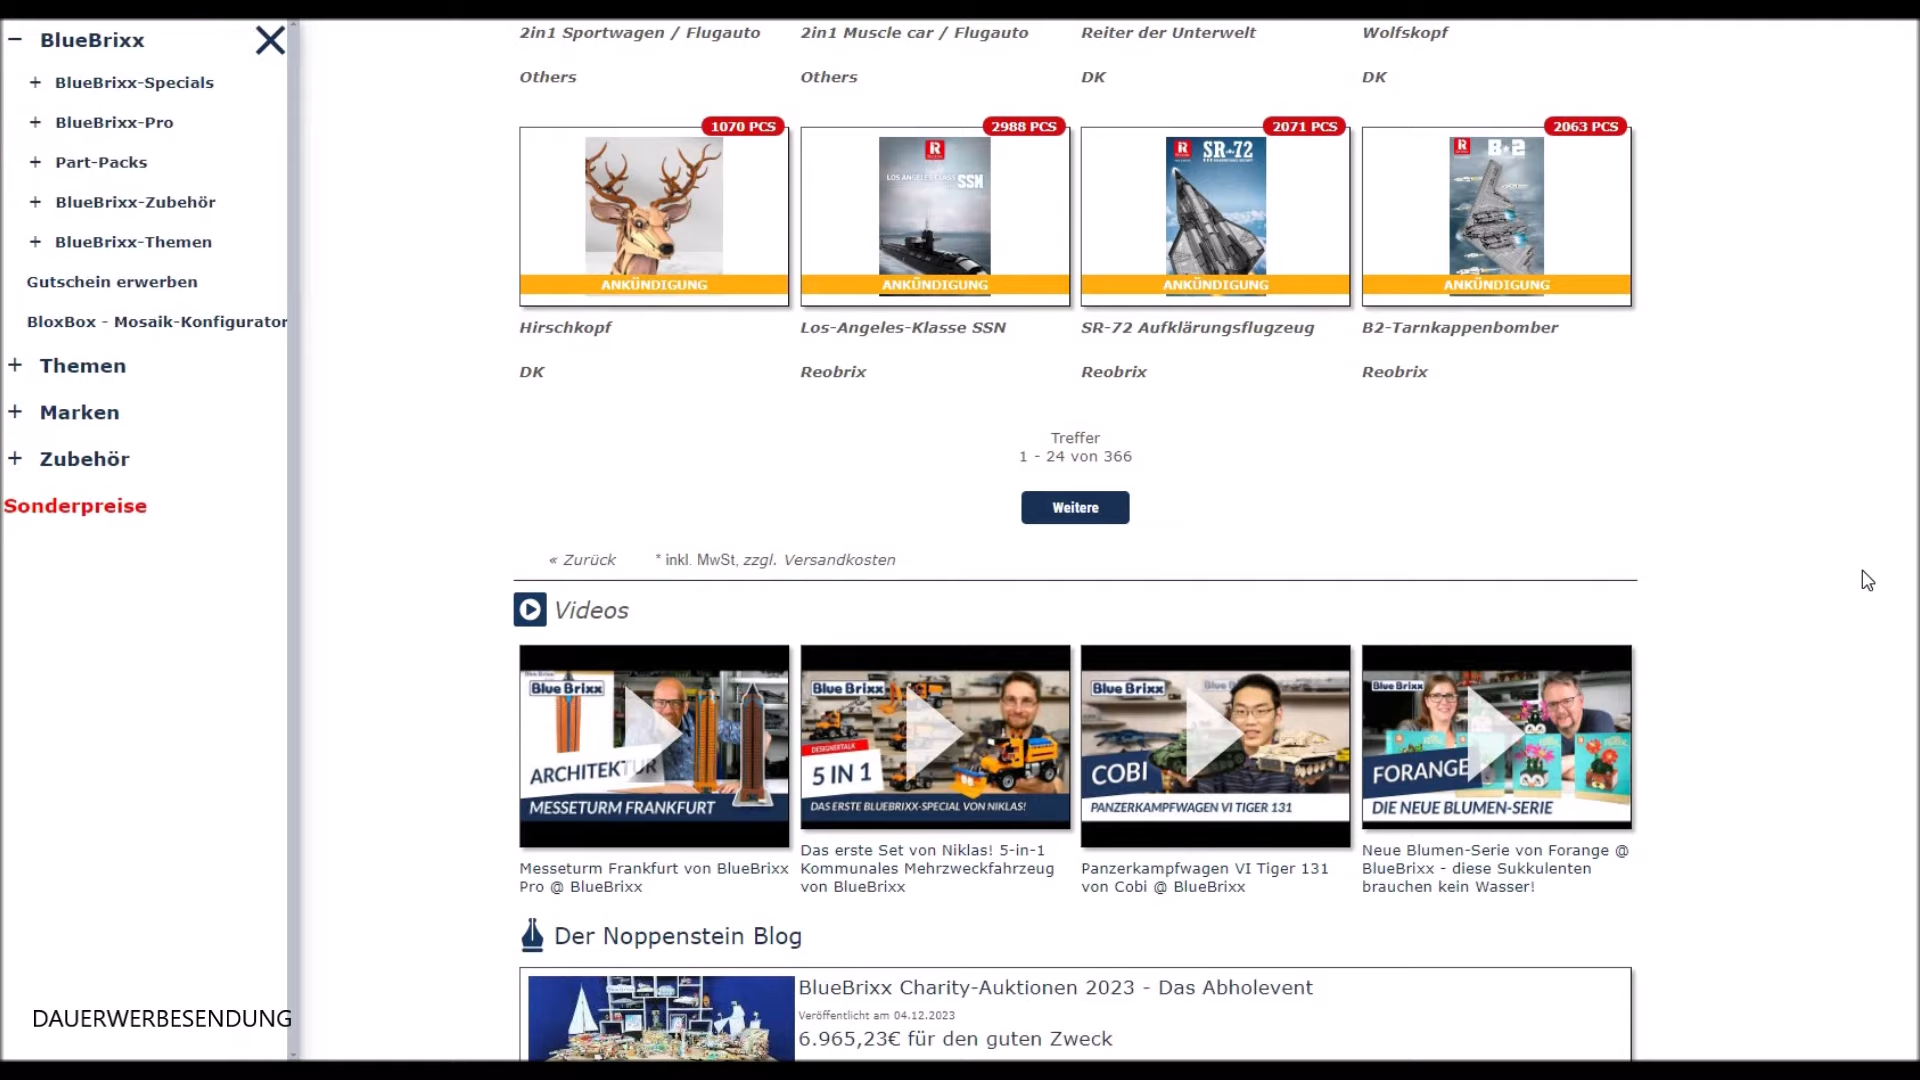 − BlueBrixx
+ BlueBrixx-Specials
+ BlueBrixx-Pro
+ Part-Packs
+ BlueBrixx-Zubehör
+ BlueBrixx-Themen
Gutschein erwerben
BloxBox - Mosaik-Konfigurator
+ Themen
+ Marken
+ Zubehör
Sonderpreise
DAUERWERBESENDUNG
2in1 Sportwagen / Flugauto
2in1 Muscle car / Flugauto
Reiter der Unterwelt
Wolfskopf
Others
Others
DK
DK
1070 PCS
2988 PCS
2071 PCS
2063 PCS
R
LOS ANGELES CLASS SSN
R SR-72
R B-2
ANKÜNDIGUNG
ANKÜNDIGUNG
ANKÜNDIGUNG
ANKÜNDIGUNG
Hirschkopf
Los-Angeles-Klasse SSN
SR-72 Aufklärungsflugzeug
B2-Tarnkappenbomber
DK
Reobrix
Reobrix
Reobrix
Treffer
1 - 24 von 366
Weitere
« Zurück
* inkl. MwSt, zzgl. Versandkosten
Videos
Blue Brixx
ARCHITEKTUR
MESSETURM FRANKFURT
Blue Brixx
DESIGNERTALK
5 IN 1
DAS ERSTE BLUEBRIXX-SPECIAL VON NIKLAS!
Blue Brixx
COBI
PANZERKAMPFWAGEN VI TIGER 131
Blue Brixx
FORANGE
DIE NEUE BLUMEN-SERIE
Messeturm Frankfurt von BlueBrixx
Pro @ BlueBrixx
Das erste Set von Niklas! 5-in-1
Kommunales Mehrzweckfahrzeug
von BlueBrixx
Panzerkampfwagen VI Tiger 131
von Cobi @ BlueBrixx
Neue Blumen-Serie von Forange @
BlueBrixx - diese Sukkulenten
brauchen kein Wasser!
Der Noppenstein Blog
BlueBrixx Charity-Auktionen 2023 - Das Abholevent
Veröffentlicht am 04.12.2023
6.965,23€ für den guten Zweck